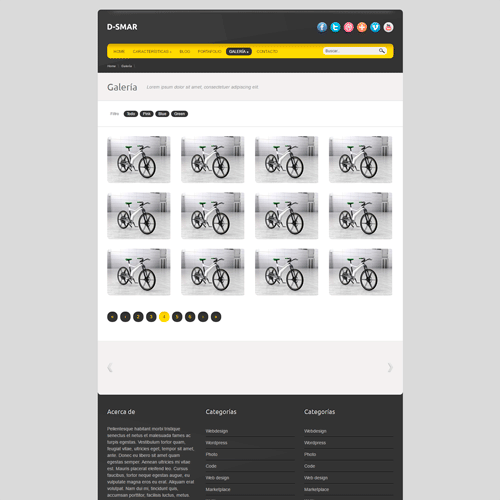 D-SMAR
HOME CARACTERISTICAS BLOG PORTAFOLIO GALERÍA CONTACTO Buscar...
Home Galería
Galería Lorem ipsum dolor sit amet, consectetuer adipiscing elit
Filtro: Todo Pink Blue Green
« ‹ 2 3 4 5 6 › »
Acerca de Categorías Categorías
Pellentesque habitant morbi tristique
senectus et netus et malesuada fames ac
turpis egestas. Vestibulum tortor quam,
feugiat vitae, ultricies eget, tempor sit amet,
ante. Donec eu libero sit amet quam
egestas semper. Aenean ultricies mi vitae
est. Mauris placerat eleifend leo. Cursus
faucibus, tortor neque egestas augue, eu
vulputate magna eros eu erat. Aliquam erat
volutpat. Nam dui mi, tincidunt quis,
accumsan porttitor, facilisis luctus, metus.
Webdesign Webdesign
Wordpress Wordpress
Photo Photo
Code Code
Web design Web design
Marketplace Marketplace